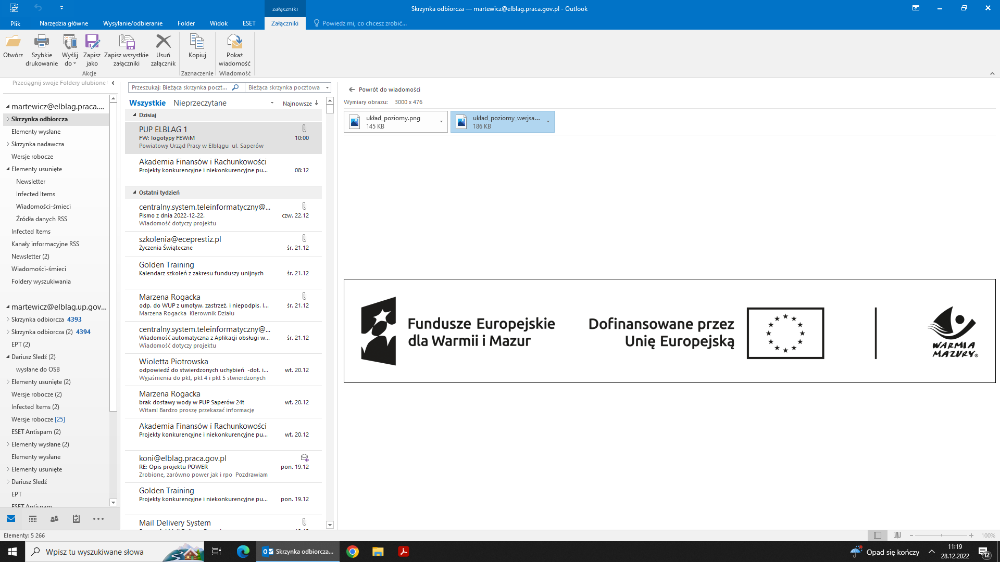 załączniki
Skrzynka odbiorcza — martewicz@elblag.praca.gov.pl - Outlook
Plik
Narzędzia główne
Wysyłanie/odbieranie
Folder
Widok
ESET
Załączniki
Powiedz mi, co chcesz zrobić...
Otwórz
Szybkie drukowanie
Wyślij do
Zapisz jako
Zapisz wszystkie załączniki
Usuń załącznik
Kopiuj
Pokaż wiadomość
Akcje
Zaznaczenie
Wiadomość
Przeciągnij swoje Foldery ulubione
martewicz@elblag.praca....
Skrzynka odbiorcza
Elementy wysłane
Skrzynka nadawcza
Wersje robocze
Elementy usunięte
Newsletter
Infected Items
Wiadomości-śmieci
Źródła danych RSS
Infected Items
Kanały informacyjne RSS
Newsletter (2)
Wiadomości-śmieci
Foldery wyszukiwania
martewicz@elblag.up.gov...
Skrzynka odbiorcza 4393
Skrzynka odbiorcza (2) 4394
EPT (2)
Dariusz Sledź (2)
wysłane do OSB
Elementy usunięte (2)
Wersje robocze (2)
Infected Items (2)
Wersje robocze [25]
ESET Antispam (2)
Elementy wysłane (2)
Elementy wysłane
Elementy usunięte
Dariusz Sledź
EPT
ESET Antispam
Przeszukaj: Bieżąca skrzynka poczt...
Bieżąca skrzynka pocztowa
Wszystkie
Nieprzeczytane
Najnowsze
Dzisiaj
PUP ELBLAG 1
FW: logotypy FEWiM 10:00
Powiatowy Urząd Pracy w Elblągu ul. Saperów
Akademia Finansów i Rachunkowości
Projekty konkurencyjne i niekonkurencyjne pu... 08:12
Ostatni tydzień
centralny.system.teleinformatyczny@...
Pismo z dnia 2022-12-22. czw. 22.12
Wiadomość dotyczy projektu
szkolenia@eceprestiz.pl
Życzenia Świąteczne śr. 21.12
Golden Training
Kalendarz szkoleń z zakresu funduszy unijnych śr. 21.12
Marzena Rogacka
odp. do WUP z umotyw. zastrzeż. i niepodpis. I... śr. 21.12
Marzena Rogacka Kierownik Działu
centralny.system.teleinformatyczny@...
Wiadomość automatyczna z Aplikacji obsługi w... śr. 21.12
Wiadomość dotyczy projektu
Wioletta Piotrowska
odpowiedź do stwierdzonych uchybień -dot. i... wt. 20.12
Wyjaśnienia do pkt, pkt 4 i pkt 5 stwierdzonych
Marzena Rogacka
brak dostawy wody w PUP Saperów 24t wt. 20.12
Witam! Bardzo proszę przekazać informację
Akademia Finansów i Rachunkowości
Projekty konkurencyjne i niekonkurencyjne pu... wt. 20.12
koni@elblag.praca.gov.pl
RE: Opis projektu POWER pon. 19.12
Zrobione, zarówno power jak i rpo Pozdrawiam
Golden Training
Projekty konkurencyjne i niekonkurencyjne pu... pon. 19.12
Mail Delivery System
Powrót do wiadomości
Wymiary obrazu: 3000 x 476
układ_poziomy.png
145 KB
układ_poziomy_wersja...
186 KB
Fundusze Europejskie
dla Warmii i Mazur
Dofinansowane przez
Unię Europejską
WARMIA
MAZURY®
Elementy: 5 266
100%
Wpisz tu wyszukiwane słowa
Skrzynka odbiorcza...
Opad się kończy
11:19
28.12.2022
12